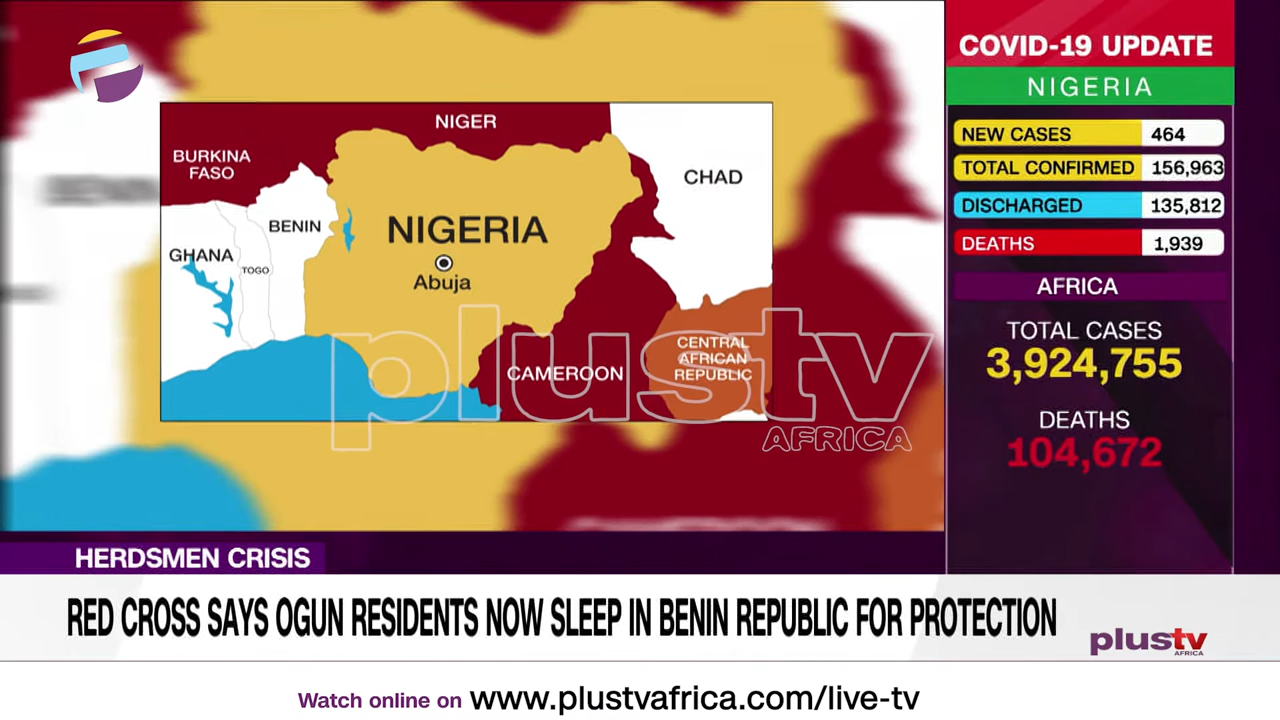 NIGER
BURKINA
FASO
CHAD
BENIN
NIGERIA
GHANA
TOGO
Abuja
CENTRAL
AFRICAN
REPUBLIC
CAMEROON
plustv
AFRICA
COVID-19 UPDATE
NIGERIA
NEW CASES 464
TOTAL CONFIRMED 156,963
DISCHARGED 135,812
DEATHS 1,939
AFRICA
TOTAL CASES
3,924,755
DEATHS
104,672
HERDSMEN CRISIS
RED CROSS SAYS OGUN RESIDENTS NOW SLEEP IN BENIN REPUBLIC FOR PROTECTION
plustv
AFRICA
Watch online on www.plustvafrica.com/live-tv